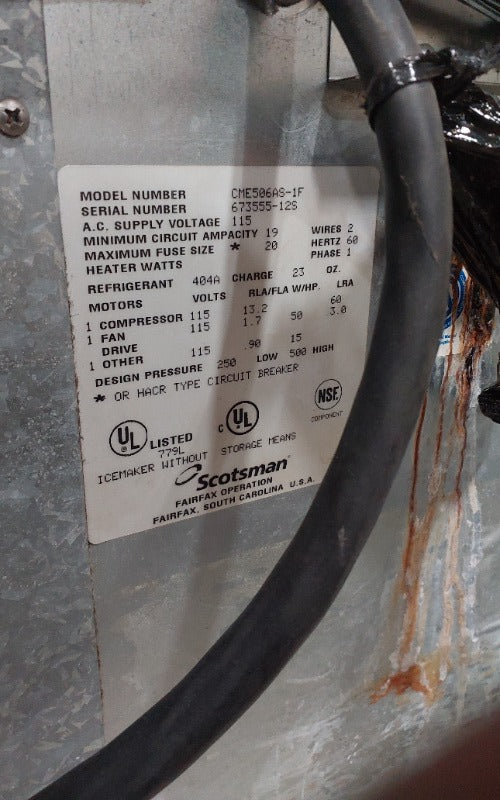 MODEL NUMBER CME506AS-1F
SERIAL NUMBER 673555-12S
A.C. SUPPLY VOLTAGE 115
MINIMUM CIRCUIT AMPACITY 19 WIRES 2
MAXIMUM FUSE SIZE * 20 HERTZ 60
HEATER WATTS PHASE 1
REFRIGERANT 404A CHARGE 23 OZ.
MOTORS VOLTS RLA/FLA W/HP. LRA
1 COMPRESSOR 115 13.2 60
1 FAN 115 1.7 50 3.0
DRIVE
1 OTHER 115 .90 15
DESIGN PRESSURE 250 LOW 500 HIGH
* OR HACR TYPE CIRCUIT BREAKER
UL LISTED C UL NSF
779L COMPONENT
ICEMAKER WITHOUT STORAGE MEANS
Scotsman
FAIRFAX OPERATION
FAIRFAX, SOUTH CAROLINA U.S.A.